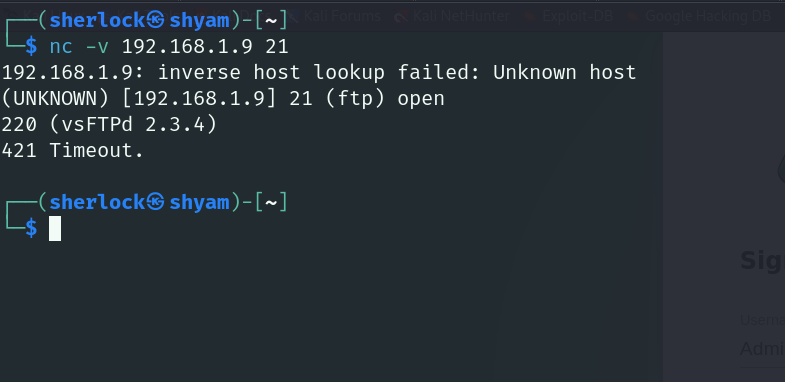 Kali Forums Kali NetHunter Exploit-DB Google Hacking DB
┌──(sherlock㉿shyam)-[~]
└─$ nc -v 192.168.1.9 21
192.168.1.9: inverse host lookup failed: Unknown host
(UNKNOWN) [192.168.1.9] 21 (ftp) open
220 (vsFTPd 2.3.4)
421 Timeout.
┌──(sherlock㉿shyam)-[~]
└─$
Sig
Userna
Admi